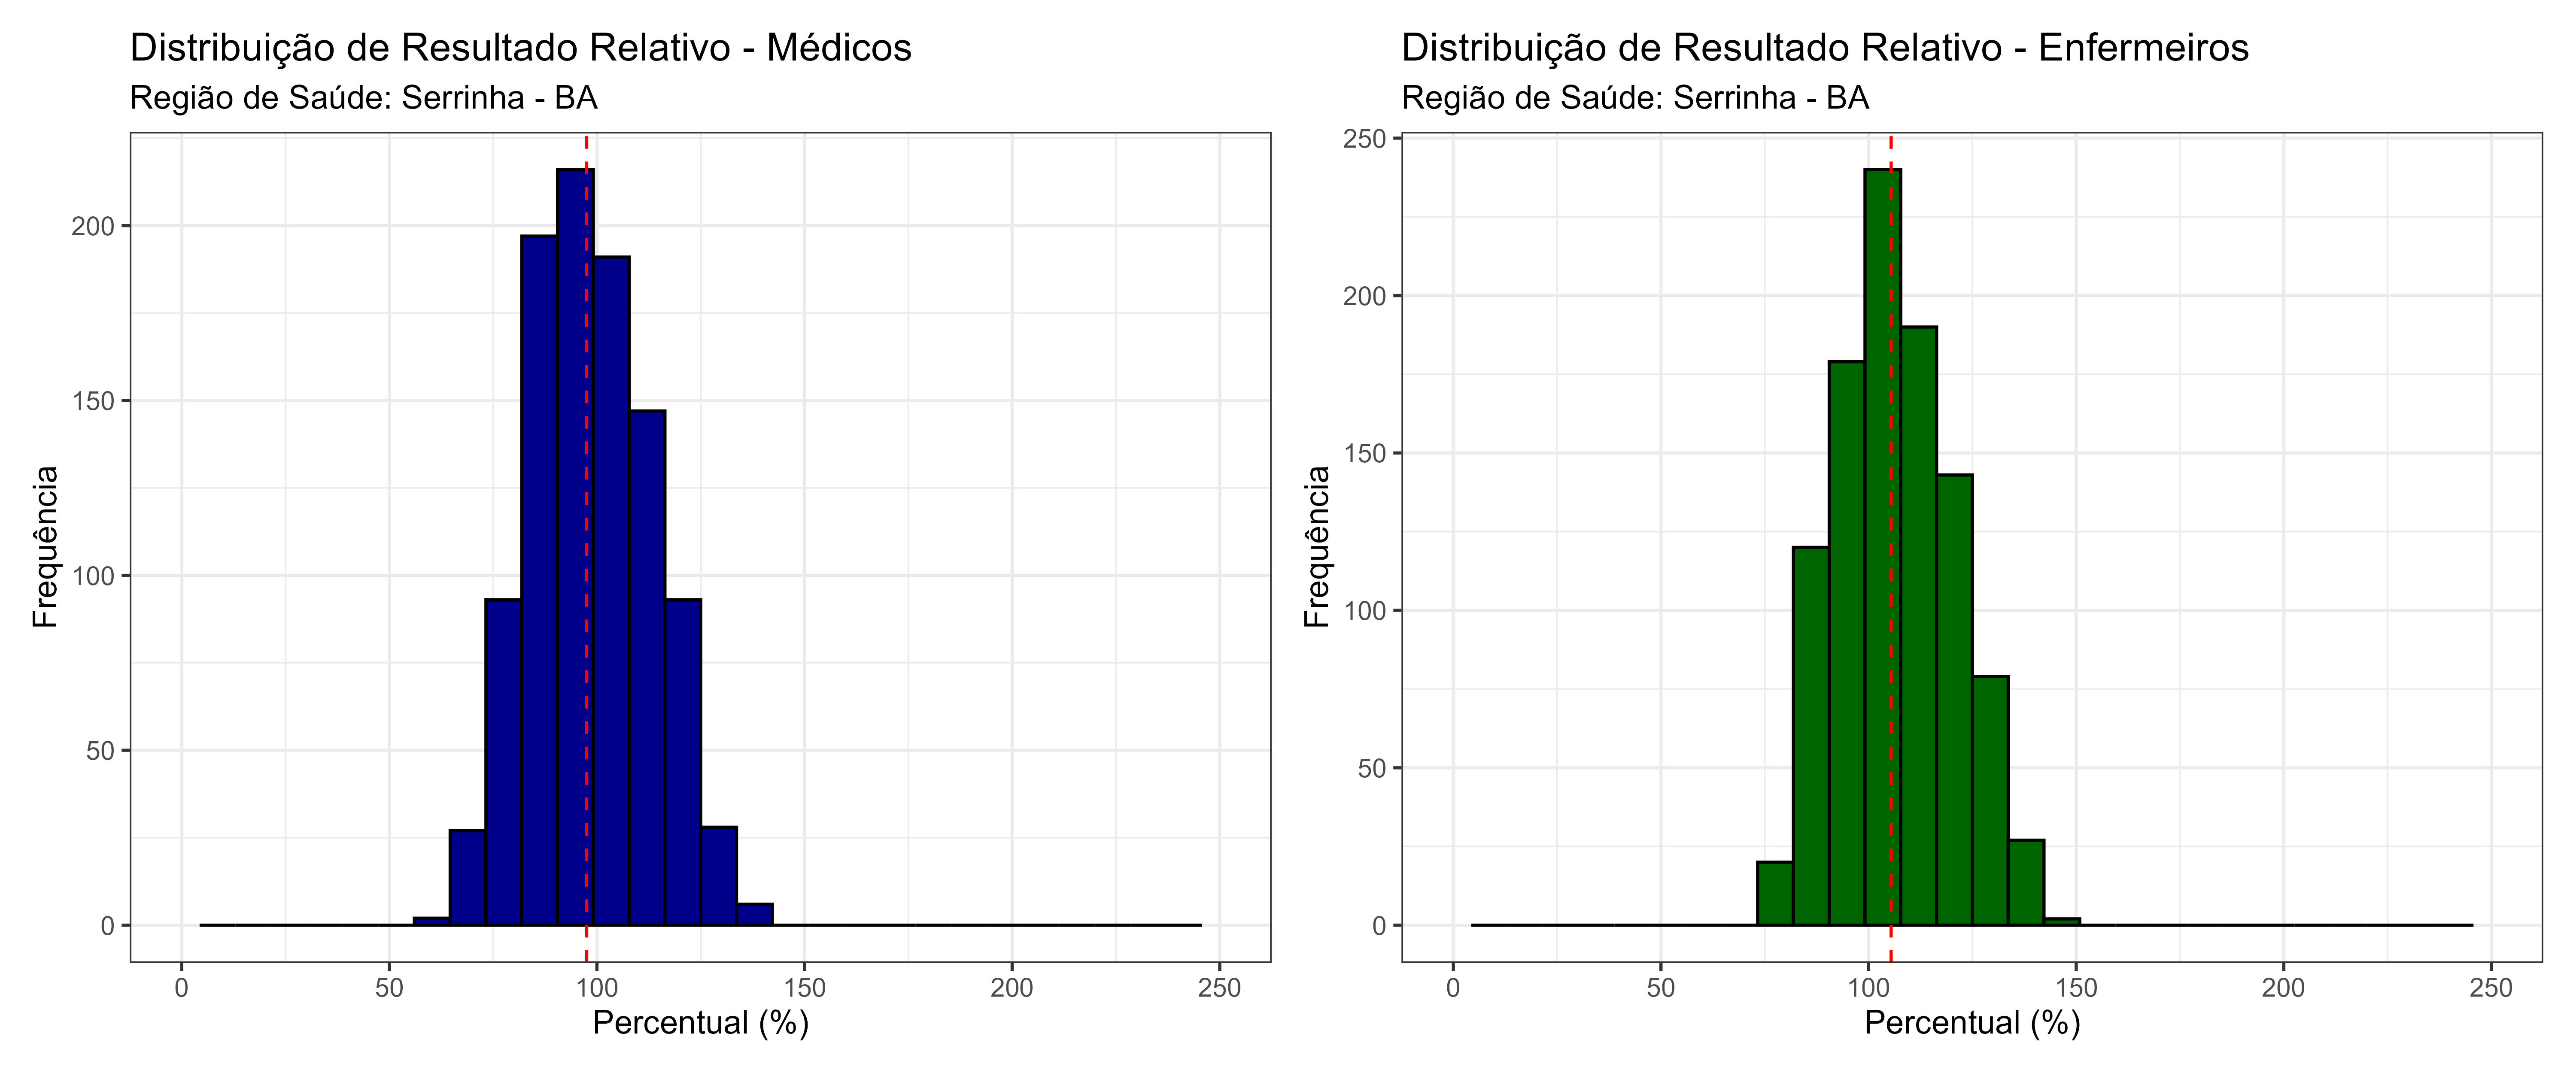 Distribuição de Resultado Relativo - Médicos
Região de Saúde: Serrinha - BA
Frequência
200
150
100
50
0
0 50 100 150 200 250
Percentual (%)
Distribuição de Resultado Relativo - Enfermeiros
Região de Saúde: Serrinha - BA
Frequência
250
200
150
100
50
0
0 50 100 150 200 250
Percentual (%)